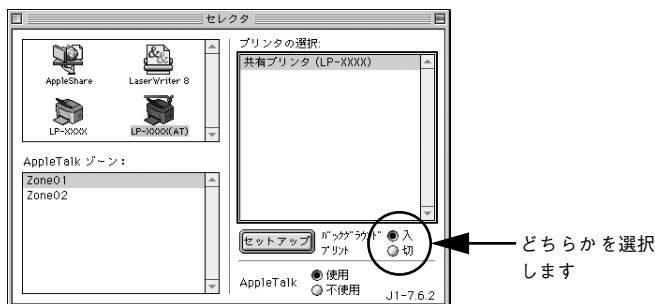 セレクタ
AppleShare
LaserWriter 8
LP-XXXX
LP-XXXX(AT)
AppleTalk ゾーン：
Zone01
Zone02
プリンタの選択:
共有プリンタ (LP-XXXX)
セットアップ
ﾊﾞｯｸｸﾞﾗｳﾝﾄﾞ
ﾌﾟﾘﾝﾄ
入
切
AppleTalk
使用
不使用
J1-7.6.2
どちらかを選択
します